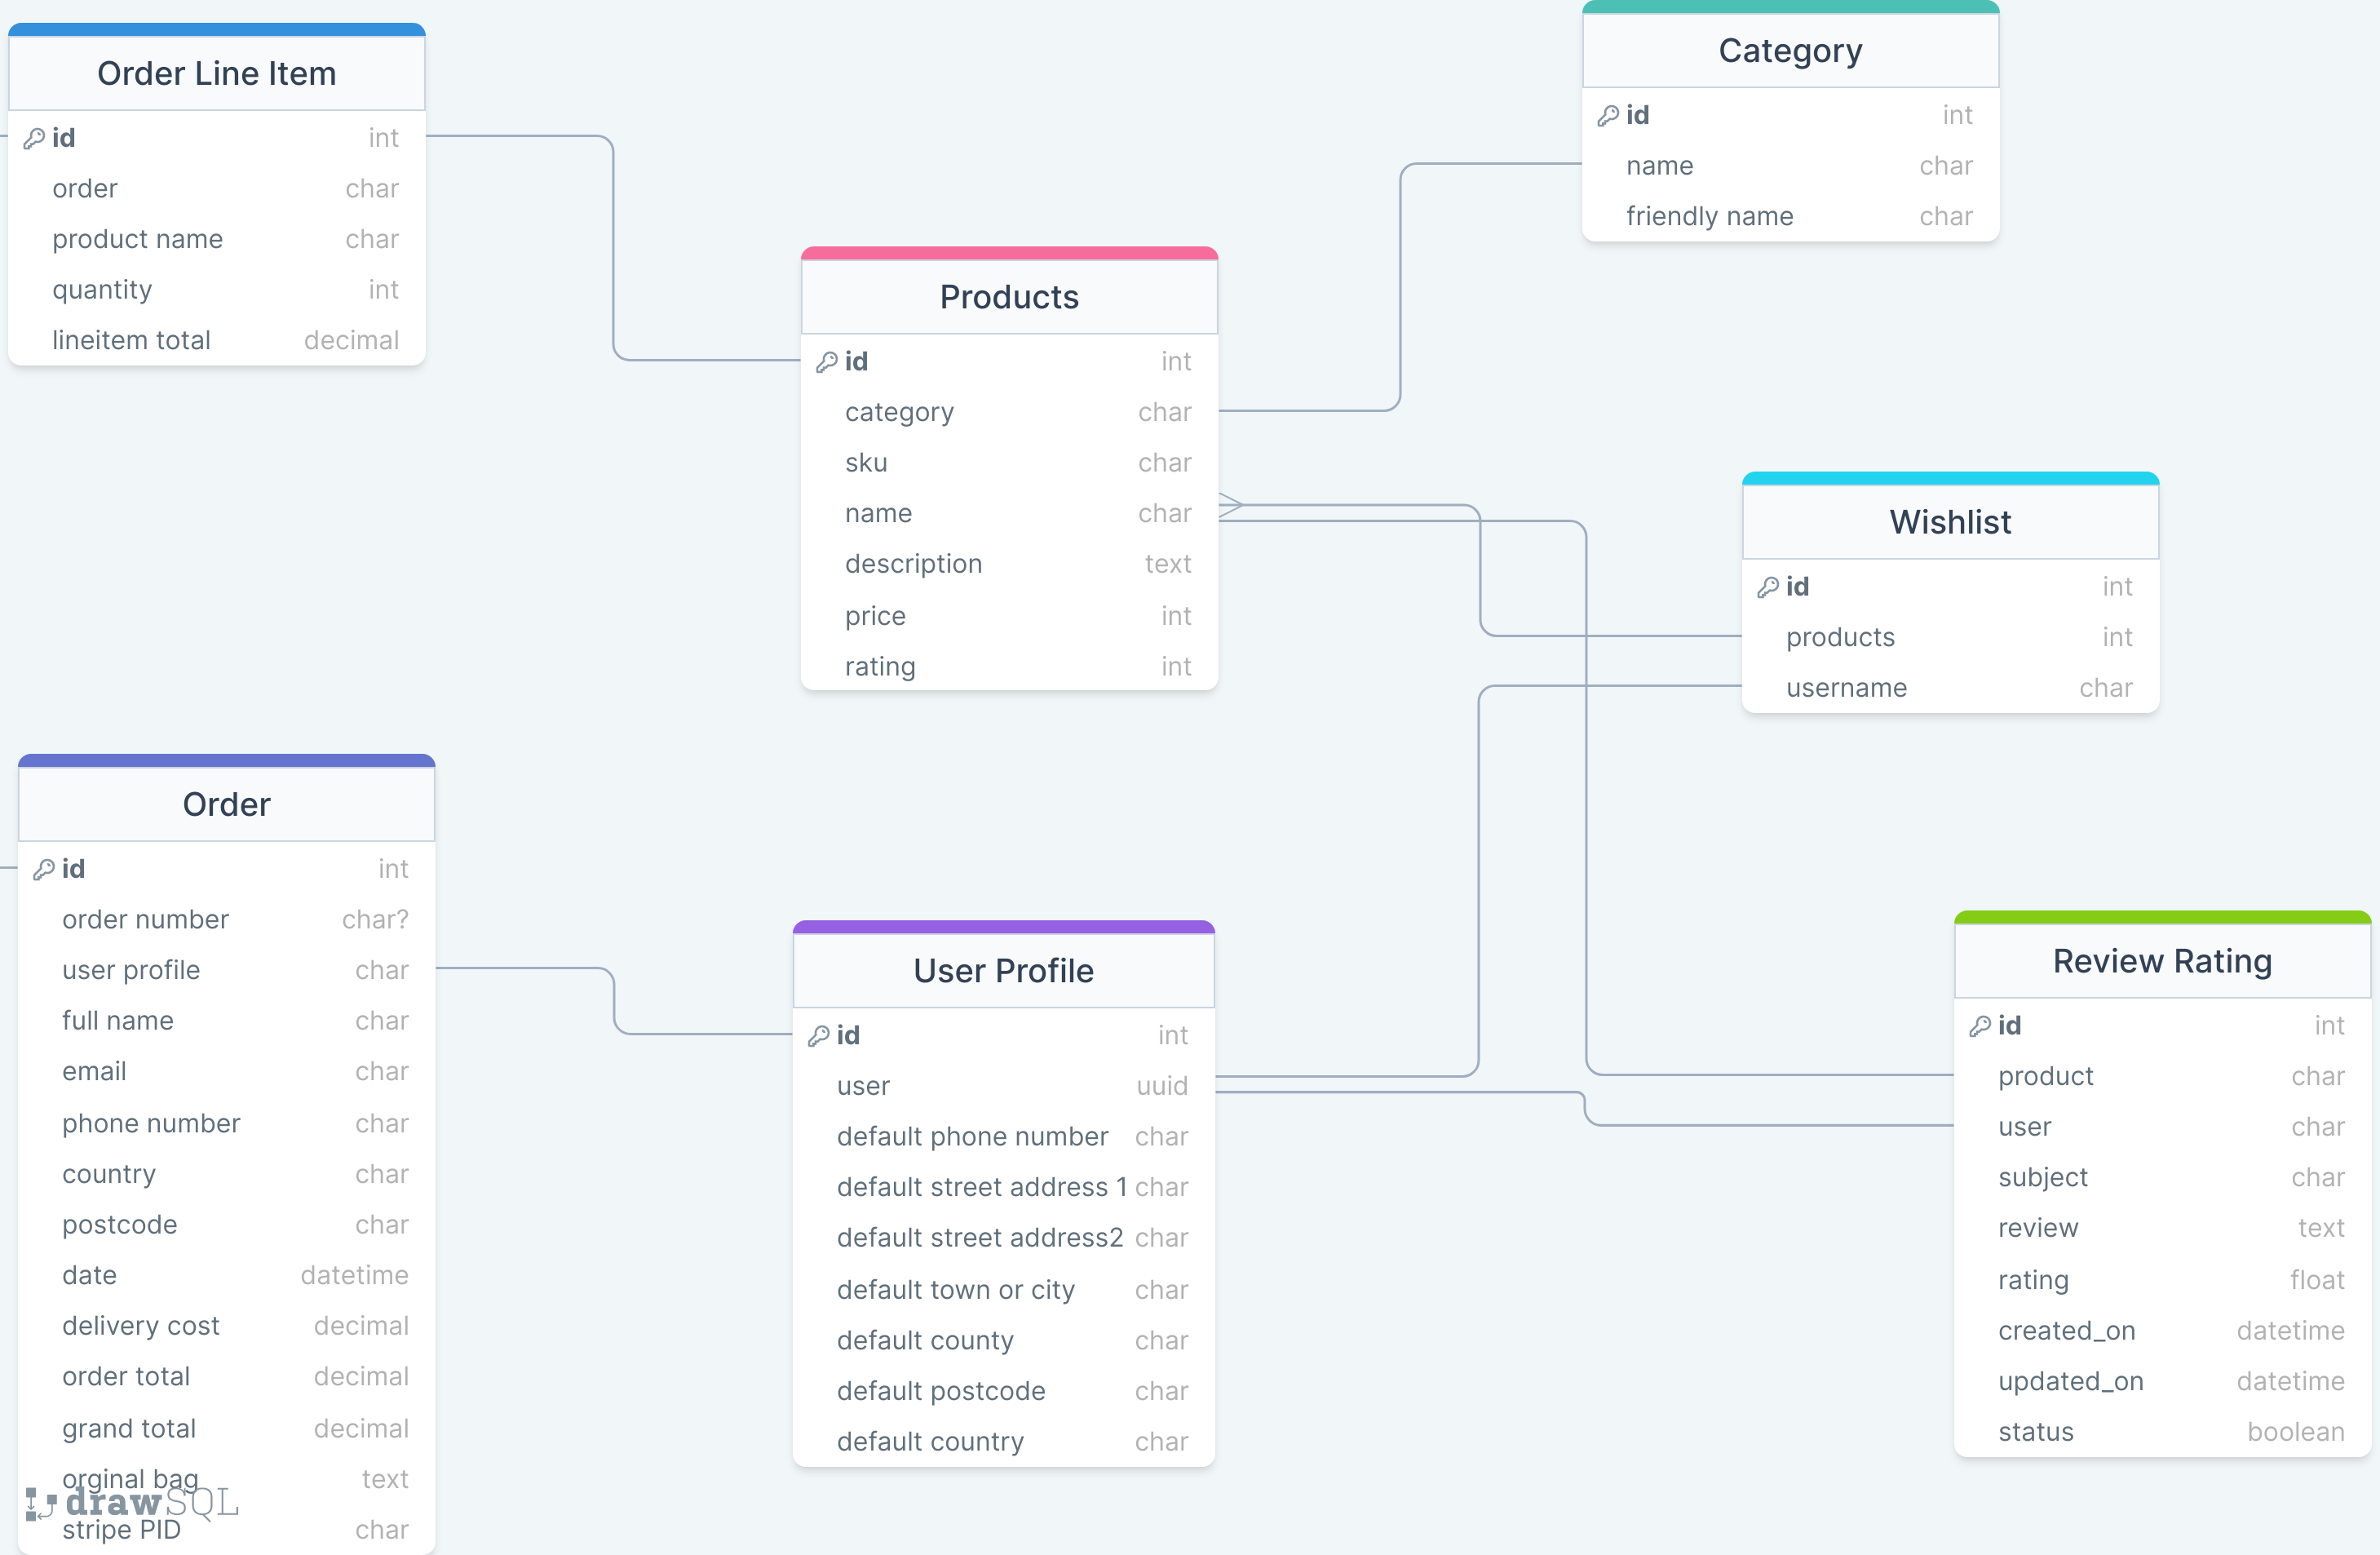 Order Line Item
id int
order char
product name char
quantity int
lineitem total decimal
Category
id int
name char
friendly name char
Products
id int
category char
sku char
name char
description text
price int
rating int
Wishlist
id int
products int
username char
Order
id int
order number char?
user profile char
full name char
email char
phone number char
country char
postcode char
date datetime
delivery cost decimal
order total decimal
grand total decimal
orginal bag text
stripe PID char
drawSQL
User Profile
id int
user uuid
default phone number char
default street address 1 char
default street address2 char
default town or city char
default county char
default postcode char
default country char
Review Rating
id int
product char
user char
subject char
review text
rating float
created_on datetime
updated_on datetime
status boolean